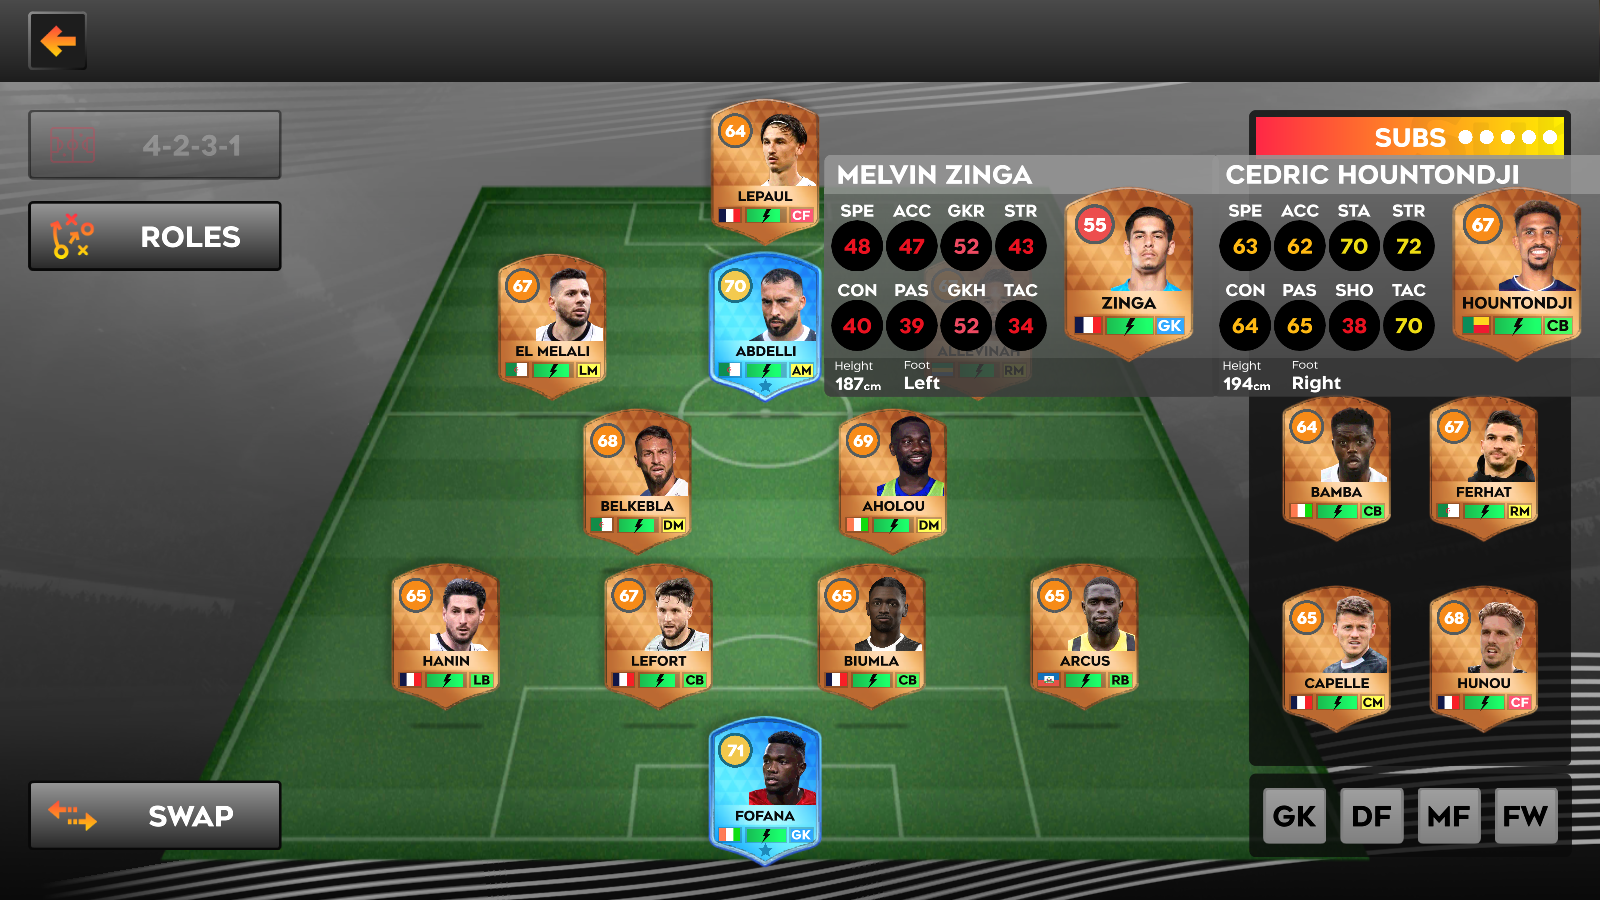 4-2-3-1
ROLES
SWAP
64
LEPAUL
CF
67
EL MELALI
LM
70
ABDELLI
AM
ALLEVINAH
RM
68
BELKEBLA
DM
69
AHOLOU
DM
65
HANIN
LB
67
LEFORT
CB
65
BIUMLA
CB
65
ARCUS
RB
71
FOFANA
GK
SUBS
MELVIN ZINGA
SPE ACC GKR STR
48 47 52 43
CON PAS GKH TAC
40 39 52 34
Height Foot
187cm Left
55
ZINGA
GK
CEDRIC HOUNTONDJI
SPE ACC STA STR
63 62 70 72
CON PAS SHO TAC
64 65 38 70
Height Foot
194cm Right
67
HOUNTONDJI
CB
64
BAMBA
CB
67
FERHAT
RM
65
CAPELLE
CM
68
HUNOU
CF
GK DF MF FW